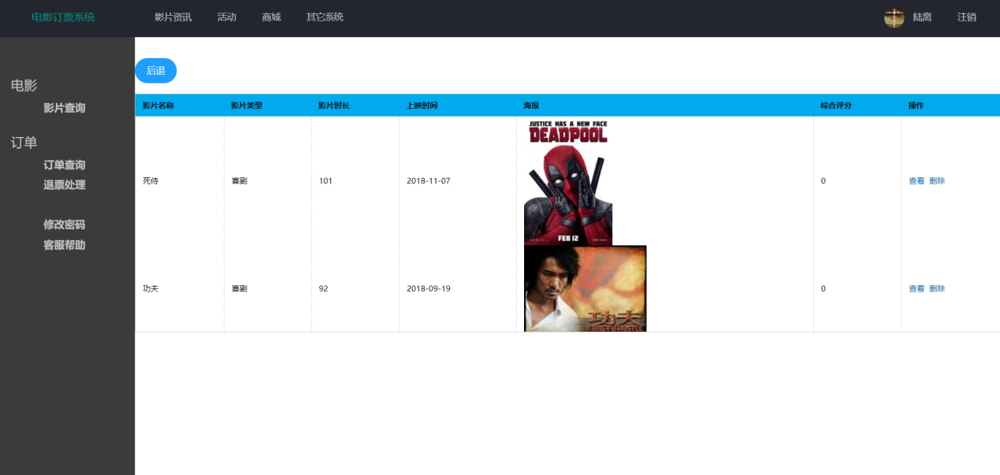 电影订票系统 影片资讯 活动 商城 其它系统 陆离 注销
电影
影片查询
订单
订单查询
退票处理
修改密码
客服帮助
后退
影片名称 影片类型 影片时长 上映时间 海报 综合评分 操作
JUSTICE HAS A NEW FACE
DEADPOOL
FEB 12
死侍 喜剧 101 2018-11-07 0 查看 删除
功夫 喜剧 92 2018-09-19 0 查看 删除
功夫
KUNG FU HUSTLE